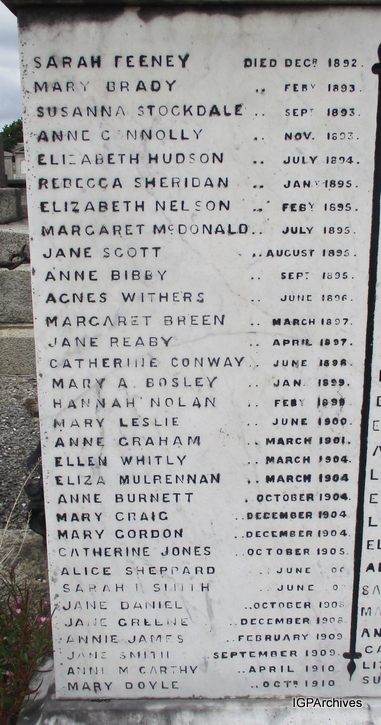 SARAH FEENEY DIED DECR 1892.
MARY BRADY .. FEBY 1893.
SUSANNA STOCKDALE .. SEPT 1893.
ANNE CONNOLLY .. NOV. 1893.
ELIZABETH HUDSON .. JULY 1894.
REBECCA SHERIDAN .. JANY 1895.
ELIZABETH NELSON .. FEBY 1895.
MARGARET McDONALD .. JULY 1895.
JANE SCOTT .. AUGUST 1895.
ANNE BIBBY .. SEPT 1895.
AGNES WITHERS .. JUNE 1896.
MARGARET BREEN .. MARCH 1897.
JANE REABY .. APRIL 1897.
CATHERINE CONWAY .. JUNE 1898.
MARY A. BOSLEY .. JAN. 1899.
HANNAH NOLAN .. FEBY 1899.
MARY LESLIE .. JUNE 1900.
ANNE GRAHAM .. MARCH 1901.
ELLEN WHITLY .. MARCH 1904.
ELIZA MULRENNAN .. MARCH 1904
ANNE BURNETT . OCTOBER 1904.
MARY CRAIG .. DECEMBER 1904.
MARY GORDON .. DECEMBER 1904.
CATHERINE JONES .. OCTOBER 1905.
ALICE SHEPPARD .. JUNE
SARAH SMITH .. JUNE
JANE DANIEL .. OCTOBER 1908.
JANE GREENE .. DECEMBER 1908.
ANNIE JAMES .. FEBRUARY 1909
JANE SMITH SEPTEMBER 1909.
ANNE McCARTHY .. APRIL 1910.
MARY DOYLE .. OCTR 1910
IGPArchives